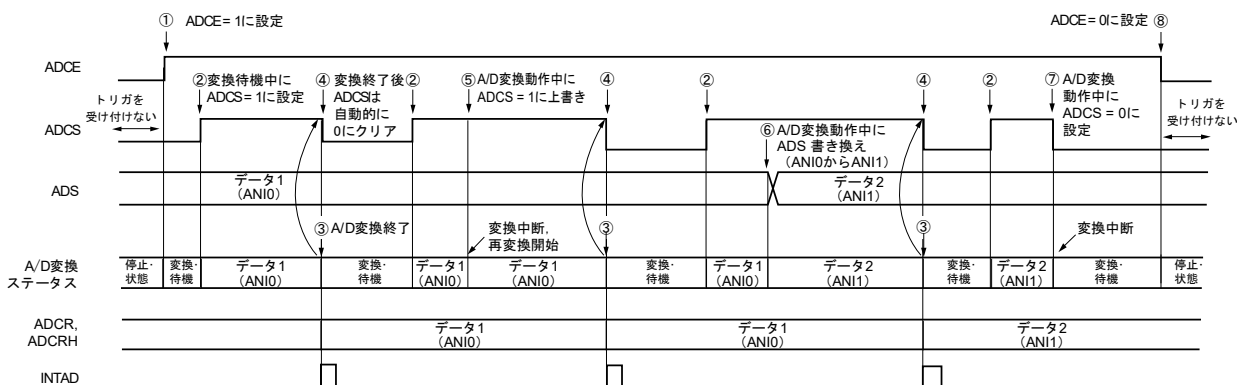 ① ADCE = 1に設定
ADCE = 0に設定 ⑧
ADCE
トリガを
受け付けない
②変換待機中に
ADCS = 1に設定
④ 変換終了後
ADCSは
自動的に
0にクリア
②
⑤ A/D変換動作中に
ADCS = 1に上書き
④
②
④
②
⑦ A/D変換
動作中に
ADCS = 0に
設定
トリガを
受け付けない
ADCS
⑥ A/D変換動作中に
ADS 書き換え
(ANI0からANI1)
ADS
データ1
(ANI0)
データ2
(ANI1)
③ A/D変換終了
変換中断,
再変換開始
③
③
変換中断
A/D変換
ステータス
停止·
状態
変換·
待機
データ1
(ANI0)
変換·
待機
データ1
(ANI0)
データ1
(ANI0)
変換·
待機
データ1
(ANI0)
データ2
(ANI1)
変換·
待機
データ2
(ANI1)
変換·
待機
停止·
状態
ADCR,
ADCRH
データ1
(ANI0)
データ1
(ANI0)
データ2
(ANI1)
INTAD